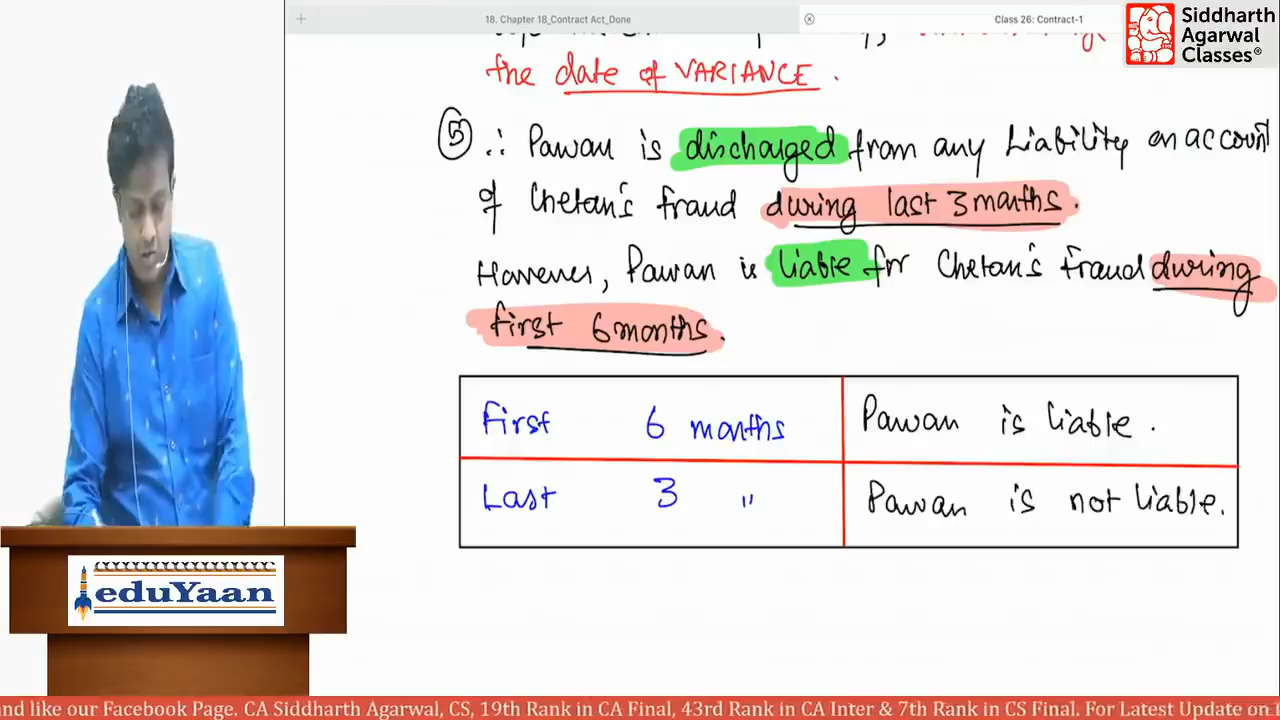 18. Chapter 18_Contract Act_Done
Class 26: Contract-1
Siddharth
Agarwal
Classes®
the date of VARIANCE.
5 ∴ Pawan is discharged from any Liability on account
of Chetan's fraud during last 3 months.
However, Pawan is liable for Chetan's fraud during
first 6 months.
First 6 months Pawan is liable.
Last 3 " Pawan is not liable.
eduYaan
and like our Facebook Page. CA Siddharth Agarwal, CS, 19th Rank in CA Final, 43rd Rank in CA Inter & 7th Rank in CS Final. For Latest Update on